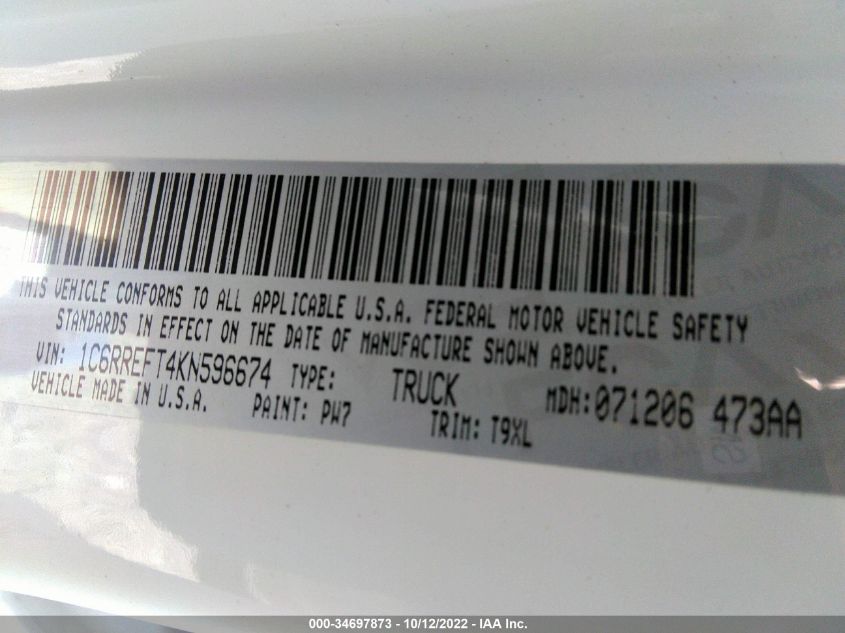 THIS VEHICLE CONFORMS TO ALL APPLICABLE U.S.A. FEDERAL MOTOR VEHICLE SAFETY
STANDARDS IN EFFECT ON THE DATE OF MANUFACTURE SHOWN ABOVE.
VIN: 1C6RREFT4KN596674 TYPE: TRUCK MDH:071206 473AA
VEHICLE MADE IN U.S.A. PAINT: PW7 TRIM: T9XL
000-34697873 - 10/12/2022 - IAA Inc.